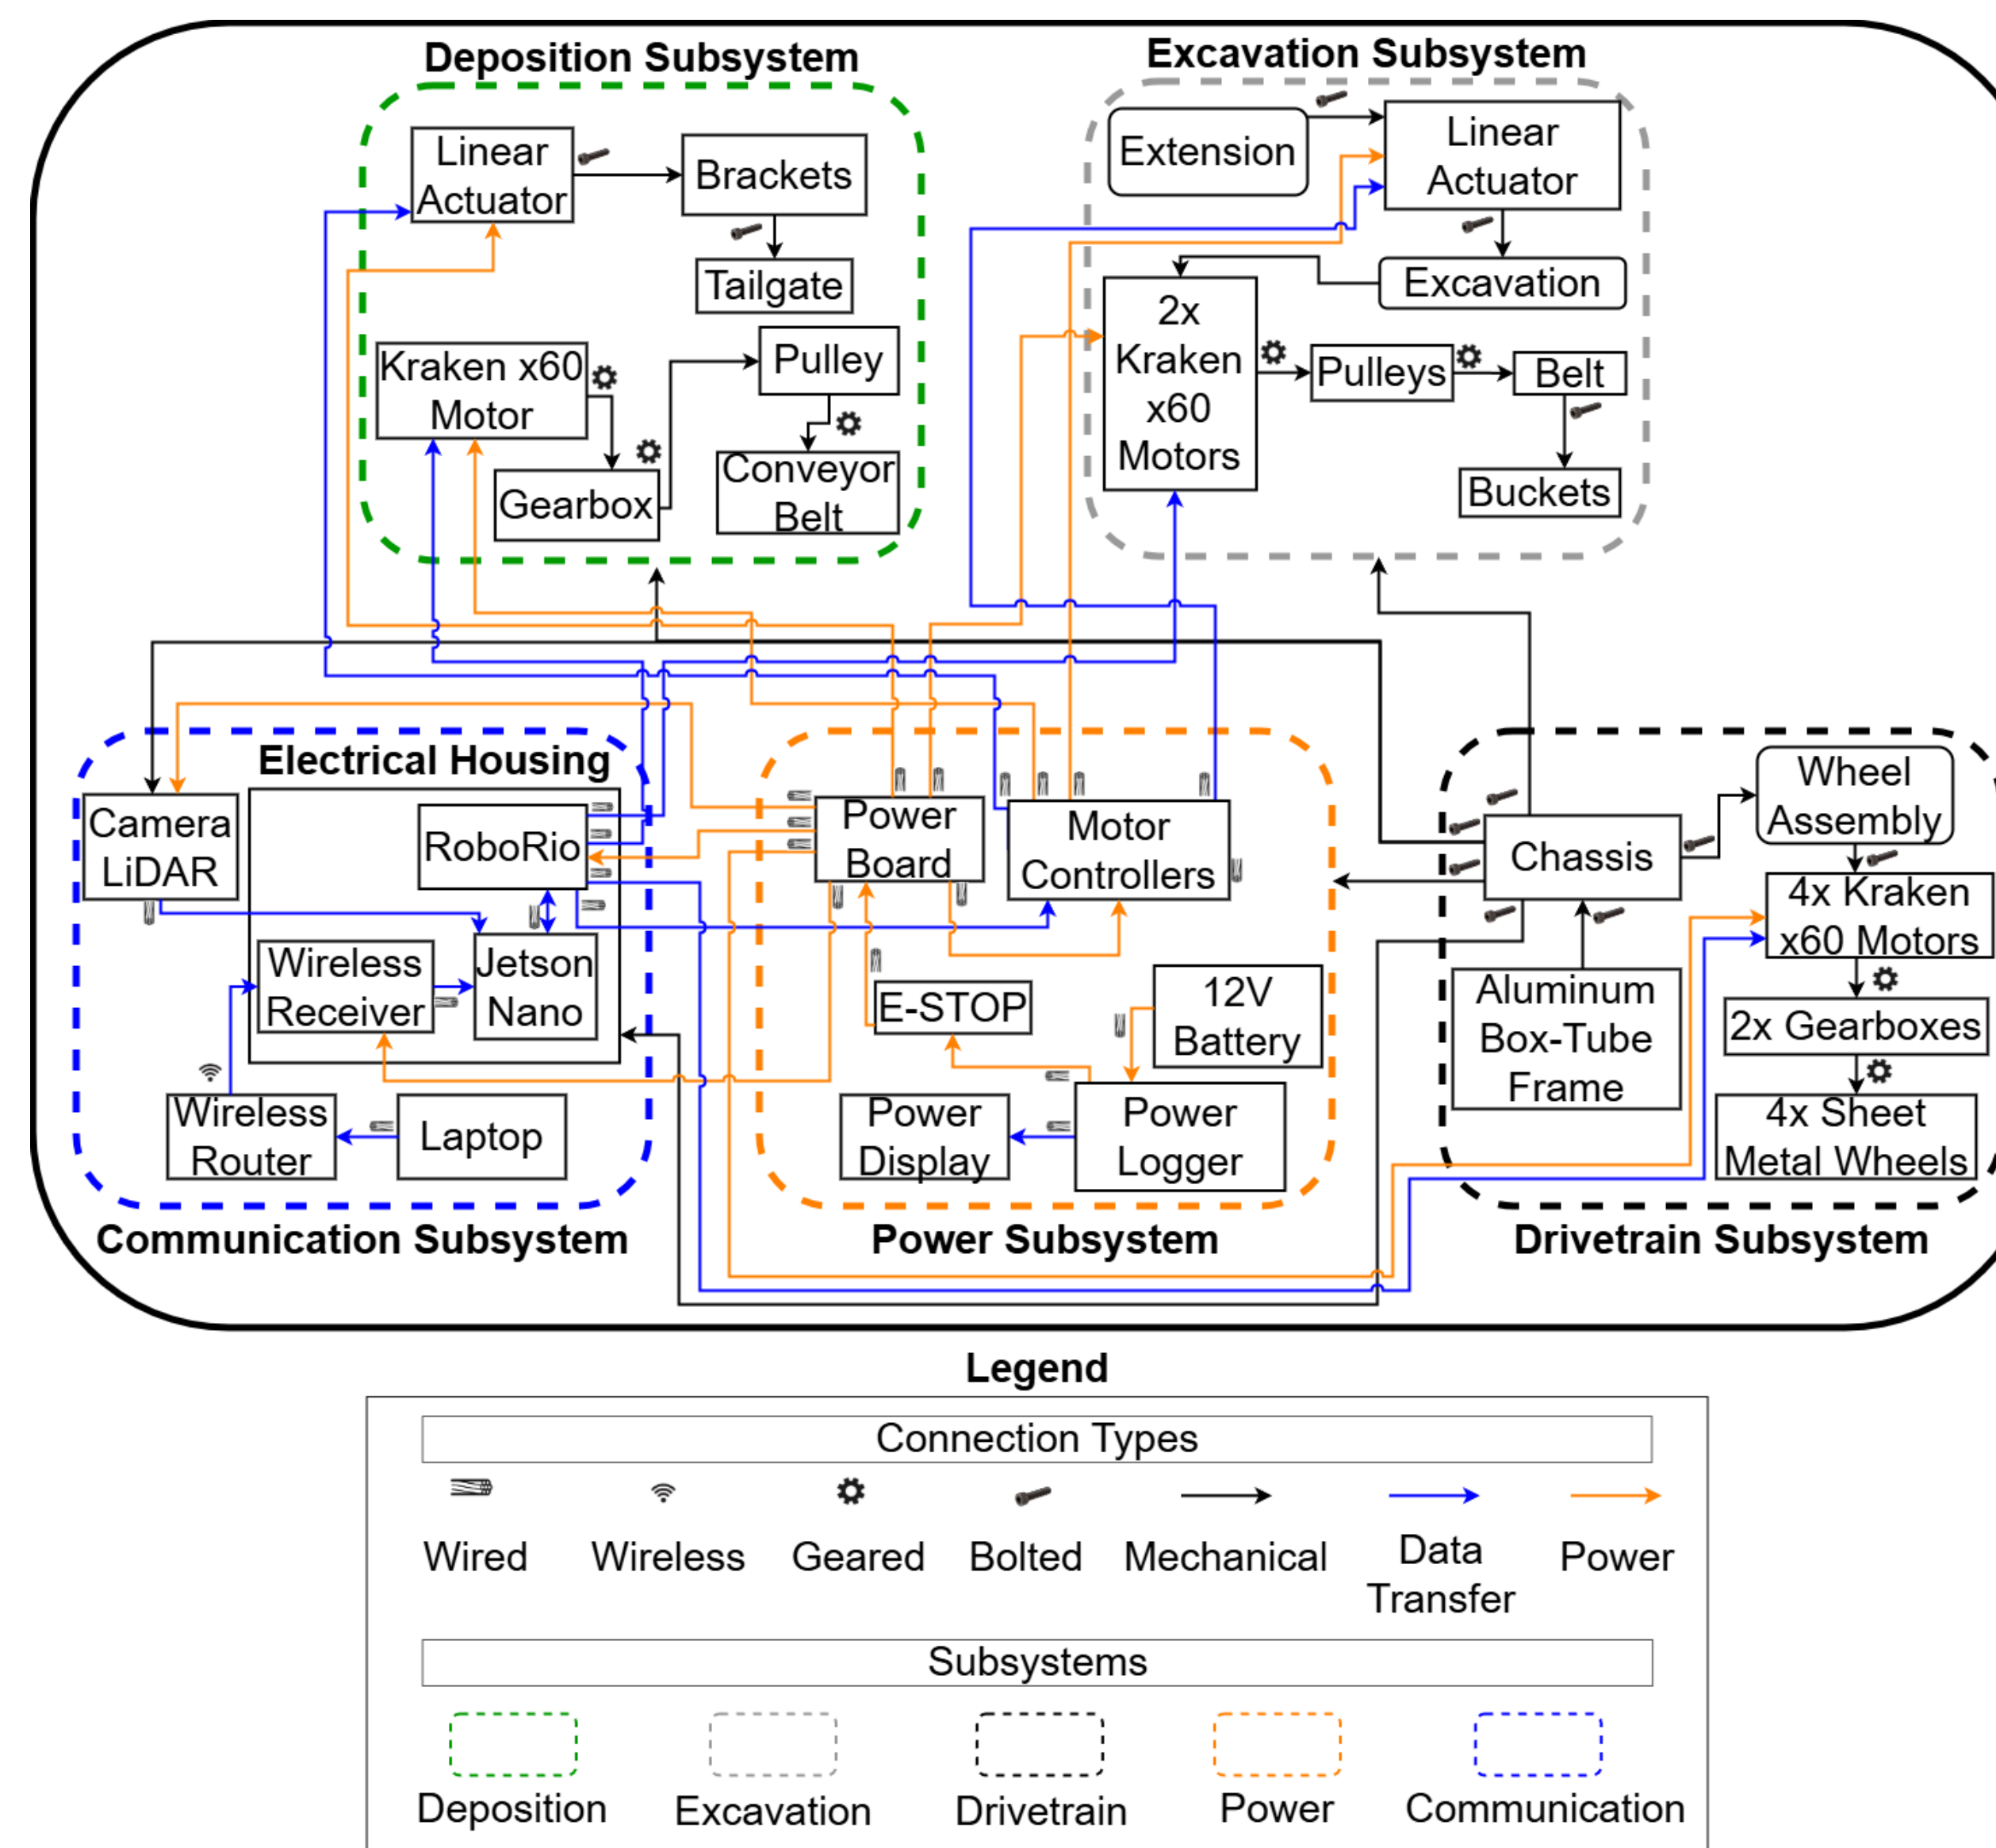 Deposition Subsystem
Linear
Actuator
Brackets
Tailgate
Kraken x60
Motor
Pulley
Gearbox
Conveyor
Belt
Excavation Subsystem
Extension
Linear
Actuator
Excavation
2x
Kraken
x60
Motors
Pulleys
Belt
Buckets
Electrical Housing
Camera
LiDAR
RoboRio
Wireless
Receiver
Jetson
Nano
Wireless
Router
Laptop
Communication Subsystem
Power
Board
Motor
Controllers
E-STOP
12V
Battery
Power
Display
Power
Logger
Power Subsystem
Chassis
Wheel
Assembly
4x Kraken
x60 Motors
Aluminum
Box-Tube
Frame
2x Gearboxes
4x Sheet
Metal Wheels
Drivetrain Subsystem
Legend
Connection Types
Wired
Wireless
Geared
Bolted
Mechanical
Data
Transfer
Power
Subsystems
Deposition
Excavation
Drivetrain
Power
Communication